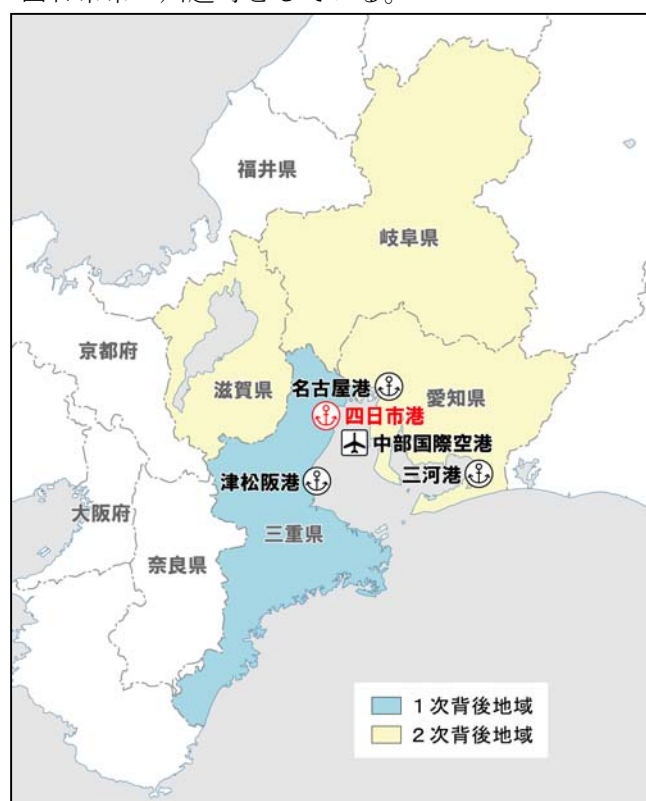 福井県
岐阜県
京都府
滋賀県
名古屋港
愛知県
四日市港
中部国際空港
津松阪港
三河港
大阪府
三重県
奈良県
1次背後地域
2次背後地域